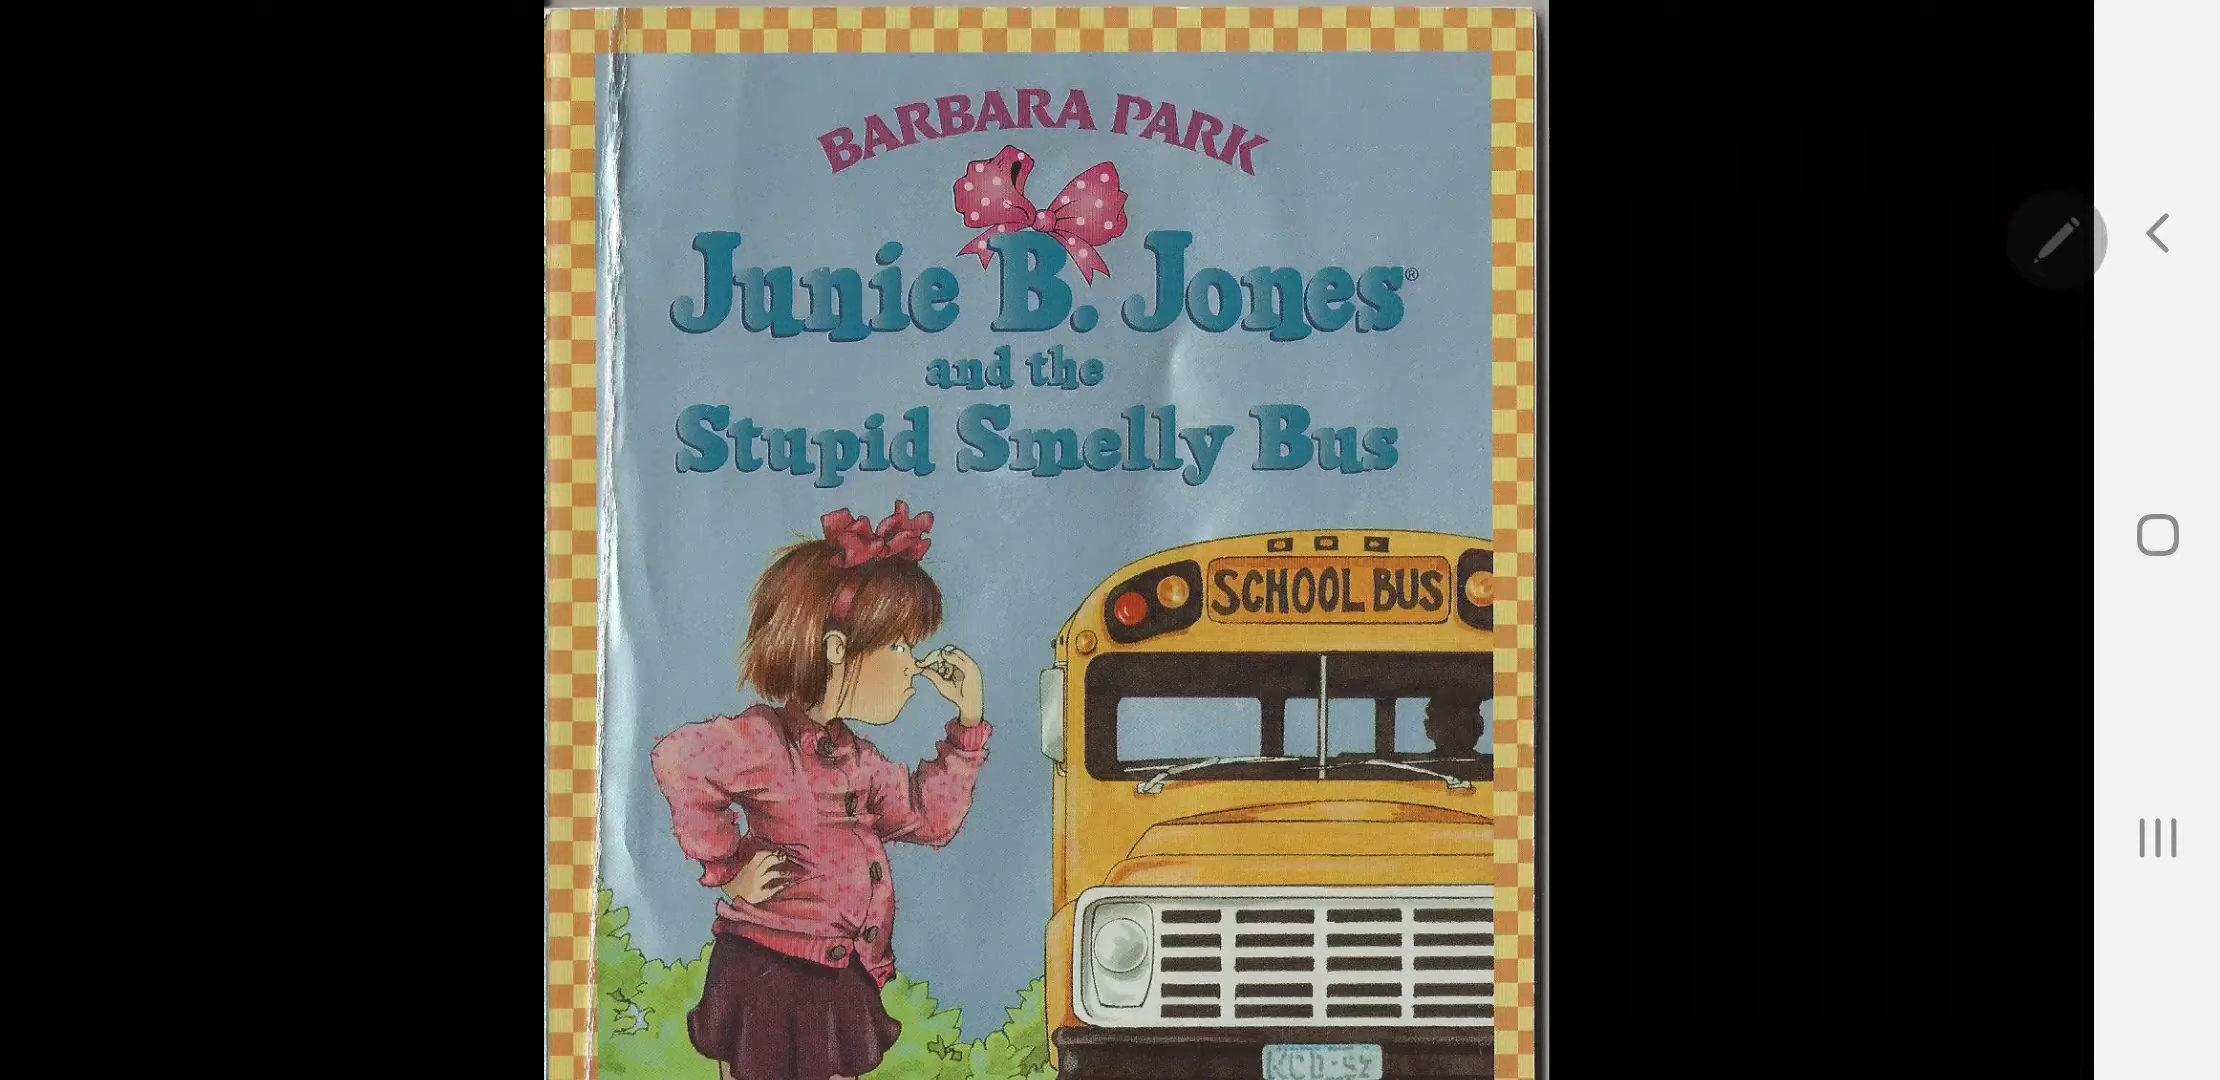 BARBARA PARK
Junie B. Jones®
and the
Stupid Smelly Bus
SCHOOL BUS